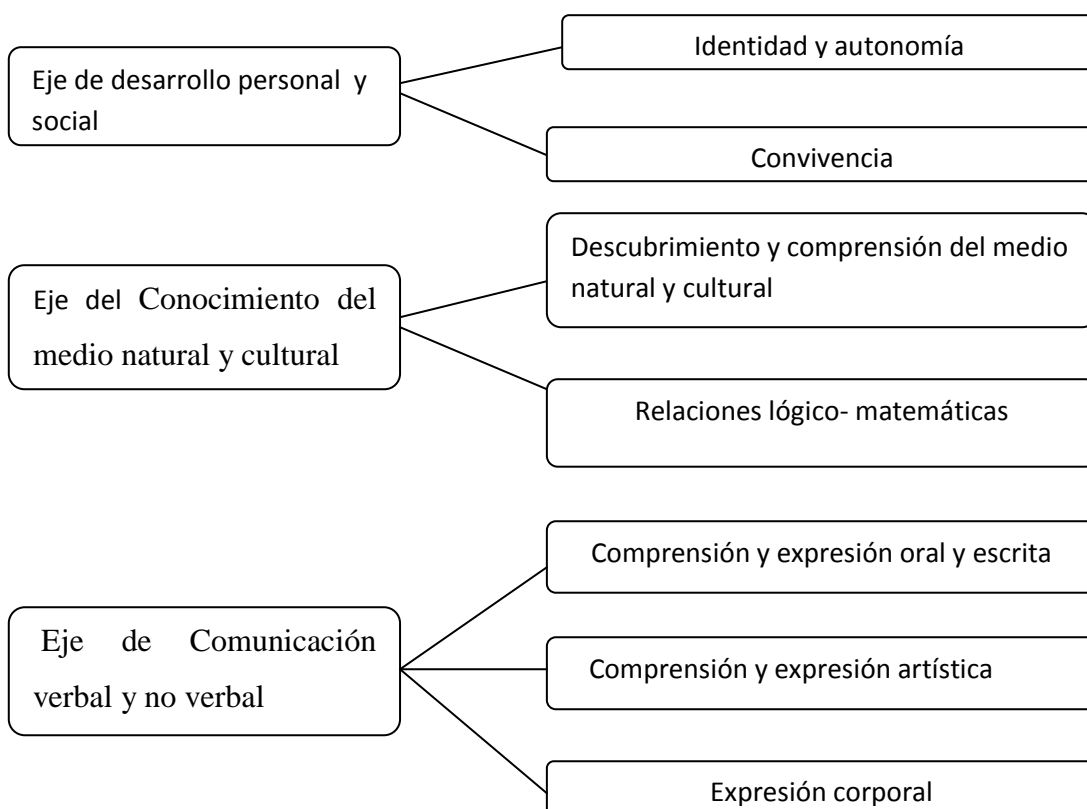 Eje de desarrollo personal y
social
Identidad y autonomía
Convivencia
Eje del Conocimiento del
medio natural y cultural
Descubrimiento y comprensión del medio
natural y cultural
Relaciones lógico- matemáticas
Eje de Comunicación
verbal y no verbal
Comprensión y expresión oral y escrita
Comprensión y expresión artística
Expresión corporal